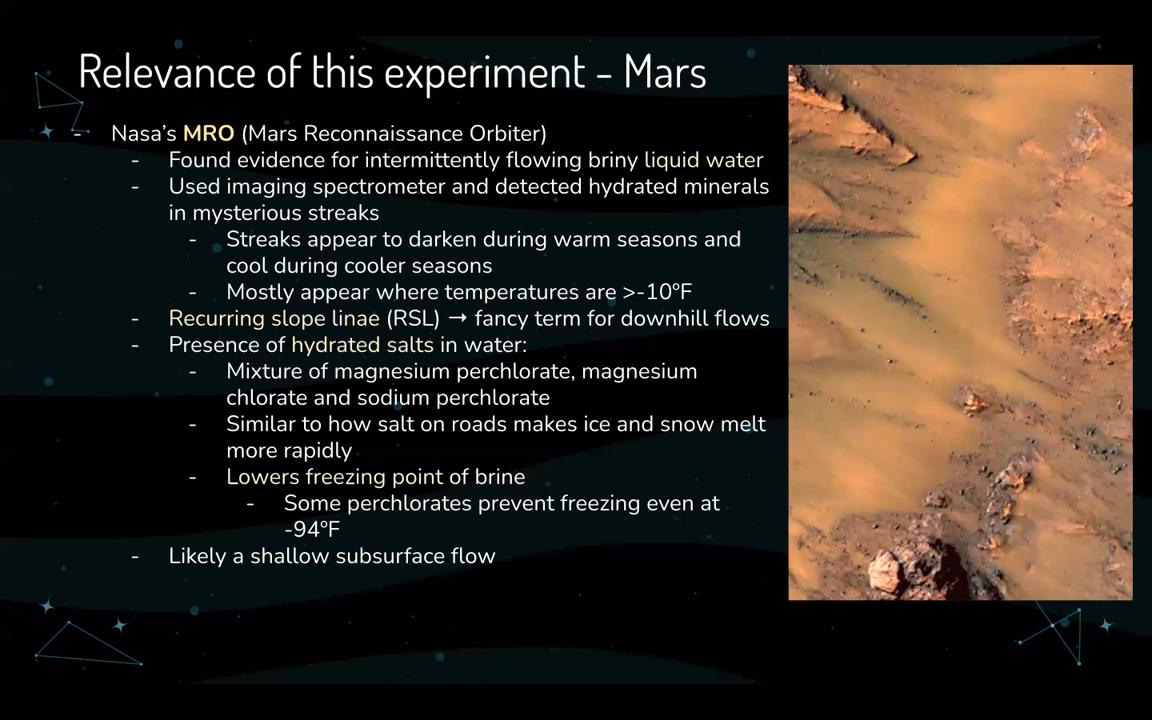 Relevance of this experiment - Mars
- Nasa's MRO (Mars Reconnaissance Orbiter)
- Found evidence for intermittently flowing briny liquid water
- Used imaging spectrometer and detected hydrated minerals
in mysterious streaks
- Streaks appear to darken during warm seasons and
cool during cooler seasons
- Mostly appear where temperatures are >-10ºF
- Recurring slope linae (RSL) → fancy term for downhill flows
- Presence of hydrated salts in water:
- Mixture of magnesium perchlorate, magnesium
chlorate and sodium perchlorate
- Similar to how salt on roads makes ice and snow melt
more rapidly
- Lowers freezing point of brine
- Some perchlorates prevent freezing even at
-94ºF
- Likely a shallow subsurface flow